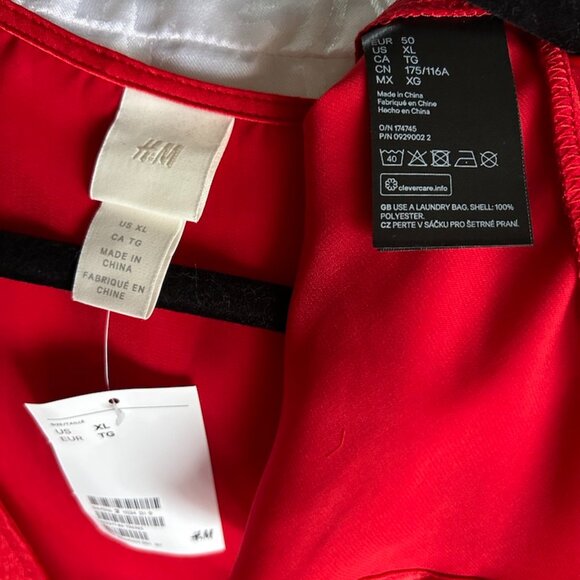 H&M
US XL
CA TG
MADE IN
CHINA
FABRIQUÉ EN
CHINE
EUR 50
US XL
CA TG
CN 175/116A
MX XG
Made in China
Fabriqué en Chine
Hecho en China
O/N 174745
P/N 0929002 2
40
clevercare.info
GB USE A LAUNDRY BAG. SHELL: 100%
POLYESTER.
CZ PERTE V SÁČKU PRO ŠETRNÉ PRANÍ.
SIZE/TAILLE
US XL
EUR TG
H&M